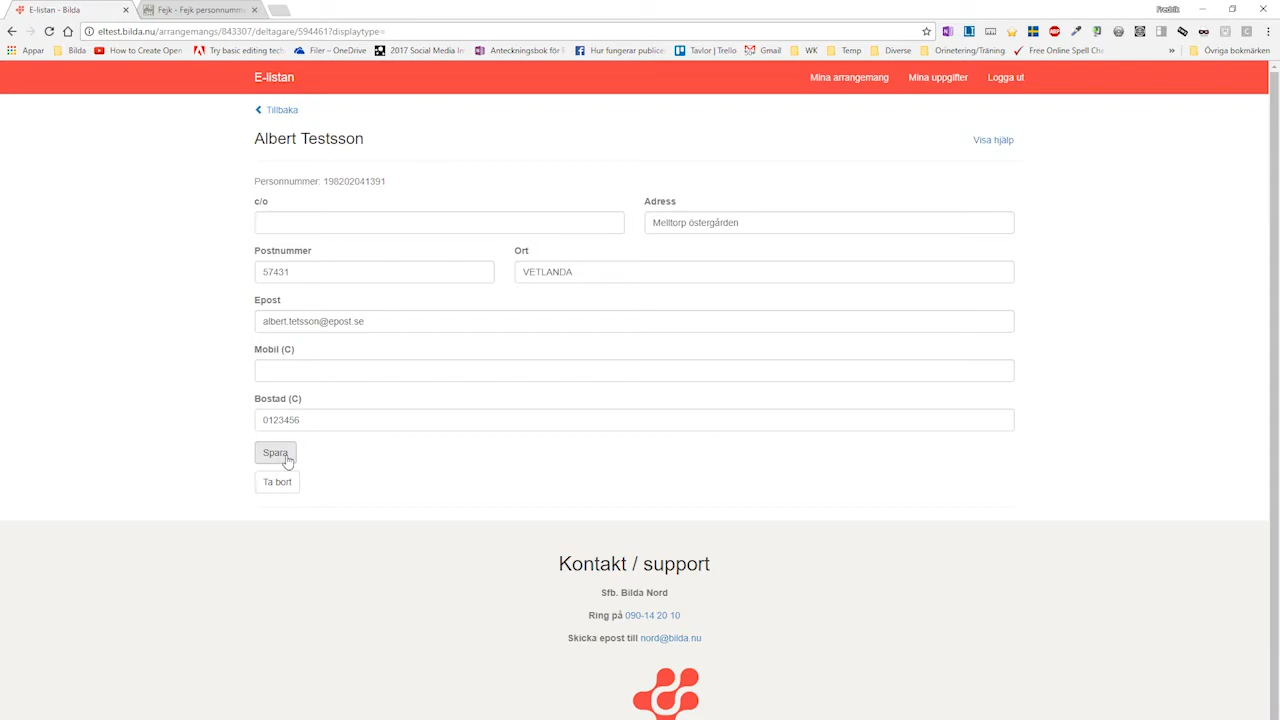 E-listan - Bilda
Fejk - Fejk personnumm
Fredrik
eltest.bilda.nu/arrangemangs/843307/deltagare/594461?displaytype=
Appar Bilda How to Create Open Try basic editing tech Filer – OneDrive 2017 Social Media In Anteckningsbok för F Hur fungerar publice Tavlor | Trello Gmail WK Temp Diverse Orinetering/Träning Free Online Spell Che » Övriga bokmärken
E-listan Mina arrangemang Mina uppgifter Logga ut
Tillbaka
Albert Testsson Visa hjälp
Personnummer: 198202041391
c/o Adress
Melltorp östergården
Postnummer Ort
57431 VETLANDA
Epost
albert.tetsson@epost.se
Mobil (C)
Bostad (C)
0123456
Spara
Ta bort
Kontakt / support
Sfb. Bilda Nord
Ring på 090-14 20 10
Skicka epost till nord@bilda.nu